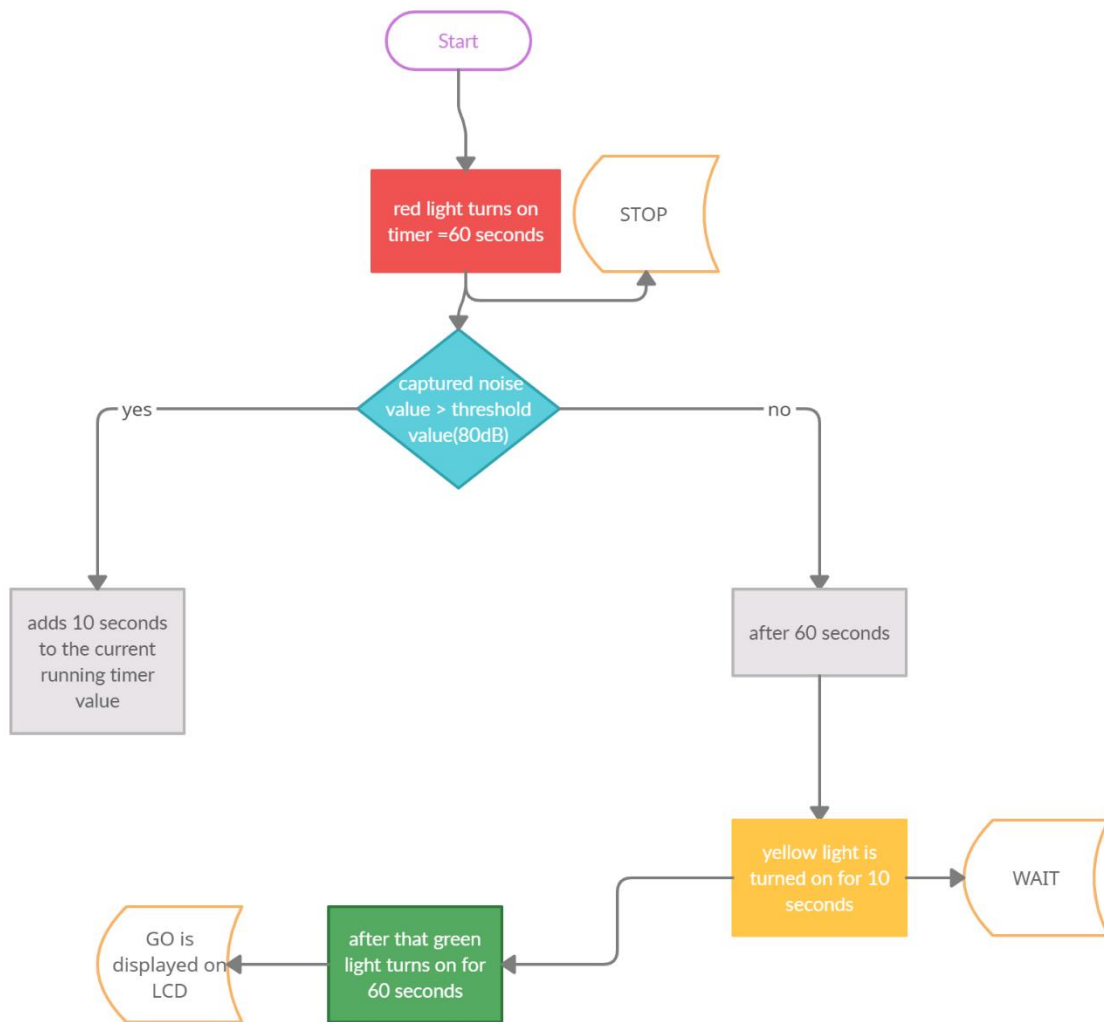 Start
red light turns on
timer =60 seconds
STOP
captured noise
value > threshold
value(80dB)
yes
no
adds 10 seconds
to the current
running timer
value
after 60 seconds
yellow light is
turned on for 10
seconds
WAIT
GO is
displayed on
LCD
after that green
light turns on for
60 seconds